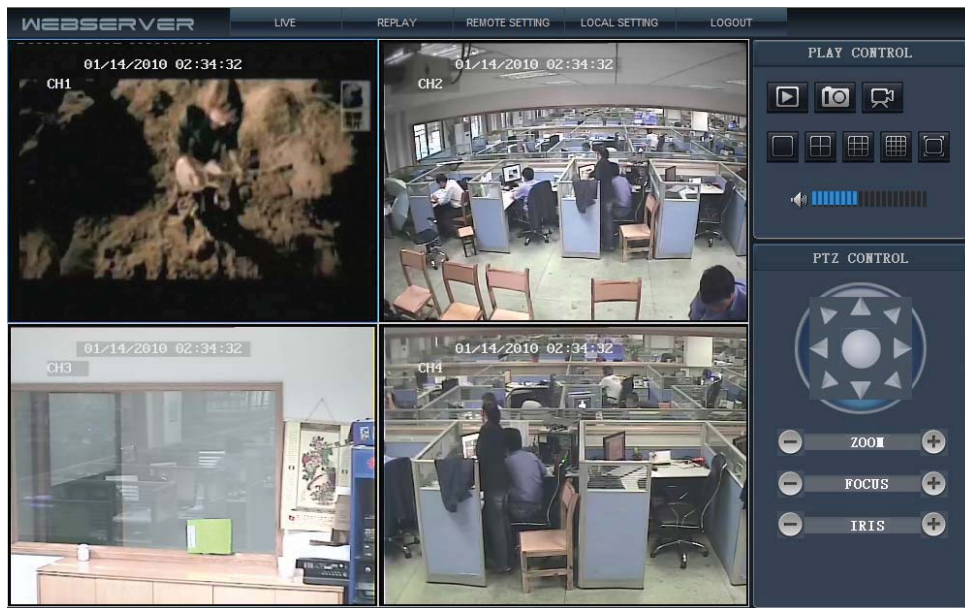 WEBSERVER
LIVE REPLAY REMOTE SETTING LOCAL SETTING LOGOUT
01/14/2010 02:34:32
CH1
01/14/2010 02:34:32
CH2
01/14/2010 02:34:32
CH3
01/14/2010 02:34:32
CH4
PLAY CONTROL
PTZ CONTROL
ZOOM
FOCUS
IRIS